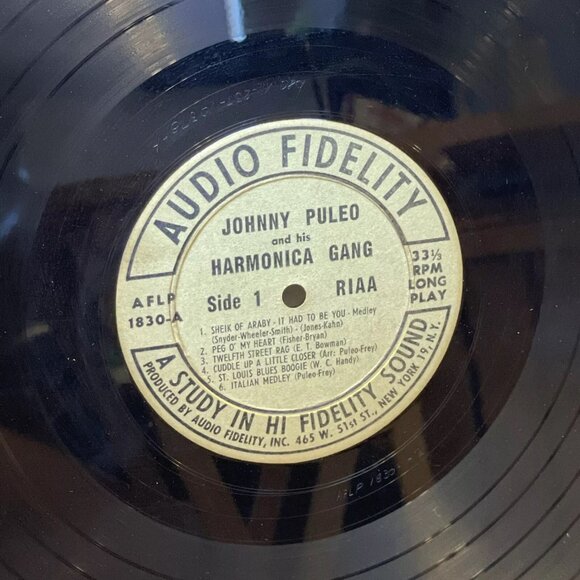 AUDIO FIDELITY
JOHNNY PULEO
and his
HARMONICA GANG
AFLP
1830-A
Side 1
RIAA
33⅓
RPM
LONG
PLAY
1. SHEIK OF ARABY - IT HAD TO BE YOU - Medley
(Snyder-Wheeler-Smith) - (Jones-Kahn)
2. PEG O' MY HEART (Fisher-Bryan)
3. TWELFTH STREET RAG (E. T. Bowman)
4. CUDDLE UP A LITTLE CLOSER (Arr: Puleo-Frey)
5. ST. LOUIS BLUES BOOGIE (W. C. Handy)
6. ITALIAN MEDLEY (Puleo-Frey)
A STUDY IN HI FIDELITY SOUND
PRODUCED BY AUDIO FIDELITY, INC. 465 W. 51st ST., NEW YORK 19, N.Y.
AFLP 1830